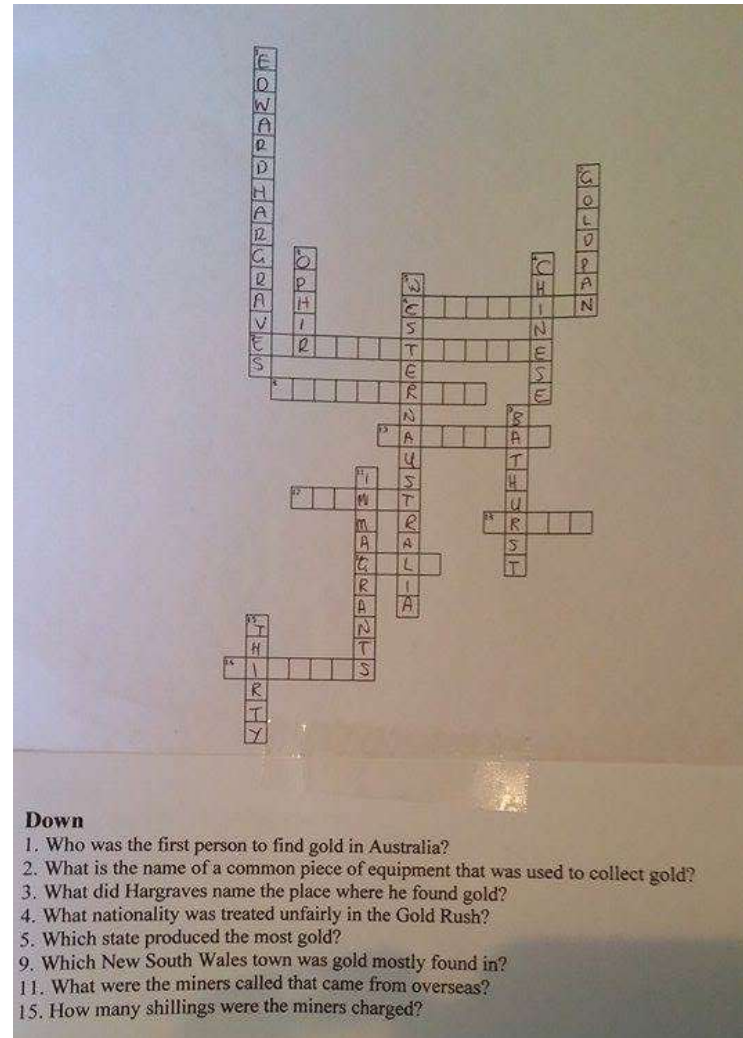 EDWARDHARGRAVES
GOLDPAN
OPHIR
CHINESE
WESTERNAUSTRALIA
BATHURST
IMMAGRANTS
THIRTY
Down
1. Who was the first person to find gold in Australia?
2. What is the name of a common piece of equipment that was used to collect gold?
3. What did Hargraves name the place where he found gold?
4. What nationality was treated unfairly in the Gold Rush?
5. Which state produced the most gold?
9. Which New South Wales town was gold mostly found in?
11. What were the miners called that came from overseas?
15. How many shillings were the miners charged?